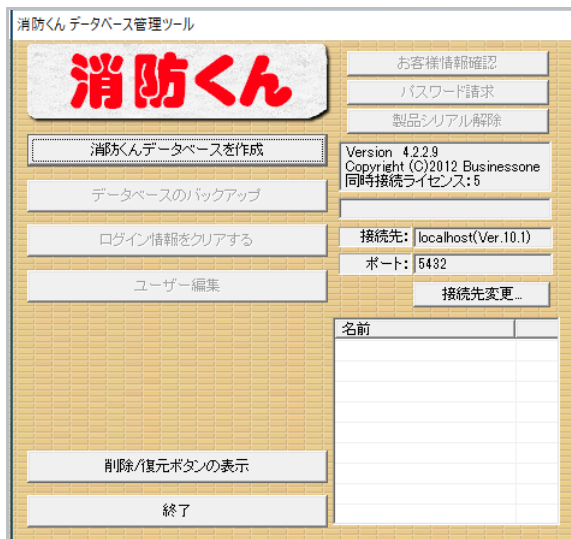 消防くん データベース管理ツール
消防くん
お客様情報確認
パスワード請求
製品シリアル解除
消防くんデータベースを作成
データベースのバックアップ
ログイン情報をクリアする
ユーザー編集
Version 4.2.2.9
Copyright (C)2012 Businessone
同時接続ライセンス:5
接続先: localhost(Ver.10.1)
ポート: 5432
接続先変更...
名前
削除/復元ボタンの表示
終了